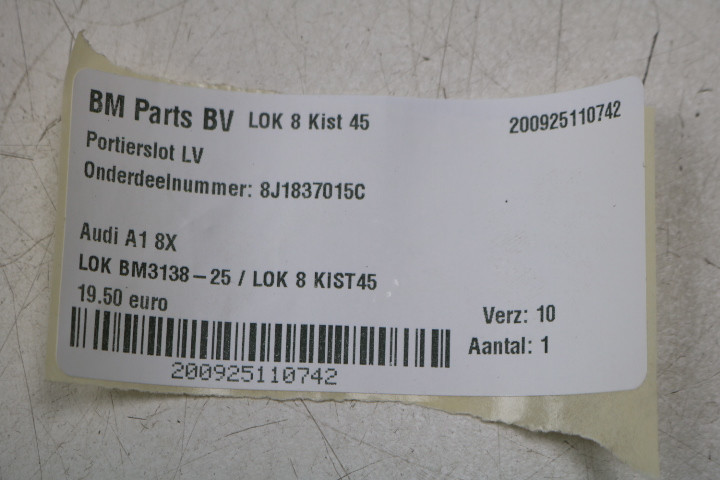 BM Parts BV LOK 8 Kist 45 200925110742
Portierslot LV
Onderdeelnummer: 8J1837015C
Audi A1 8X
LOK BM3138-25 / LOK 8 KIST45
19.50 euro
Verz: 10
Aantal: 1
200925110742